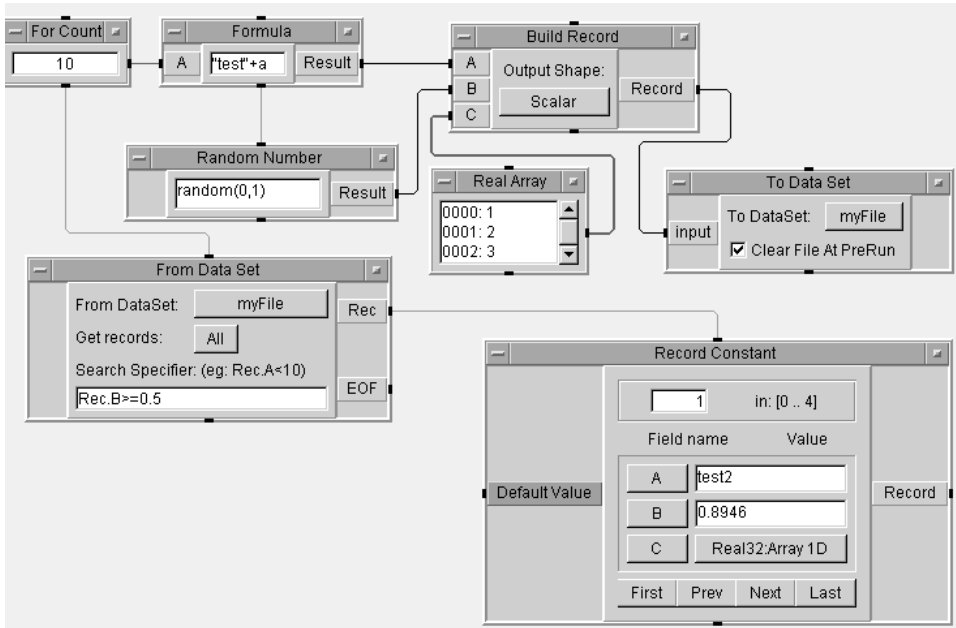 For Count
10
Formula
A
"test"+a
Result
Build Record
A
B
C
Output Shape:
Scalar
Record
Random Number
random(0,1)
Result
Real Array
0000: 1
0001: 2
0002: 3
To Data Set
input
To DataSet:
myFile
Clear File At PreRun
From Data Set
From DataSet:
myFile
Get records:
All
Search Specifier: (eg: Rec.A<10)
Rec.B>=0.5
Rec
EOF
Record Constant
Default Value
1
in: [0 .. 4]
Field name
Value
A
test2
B
0.8946
C
Real32:Array 1D
First
Prev
Next
Last
Record